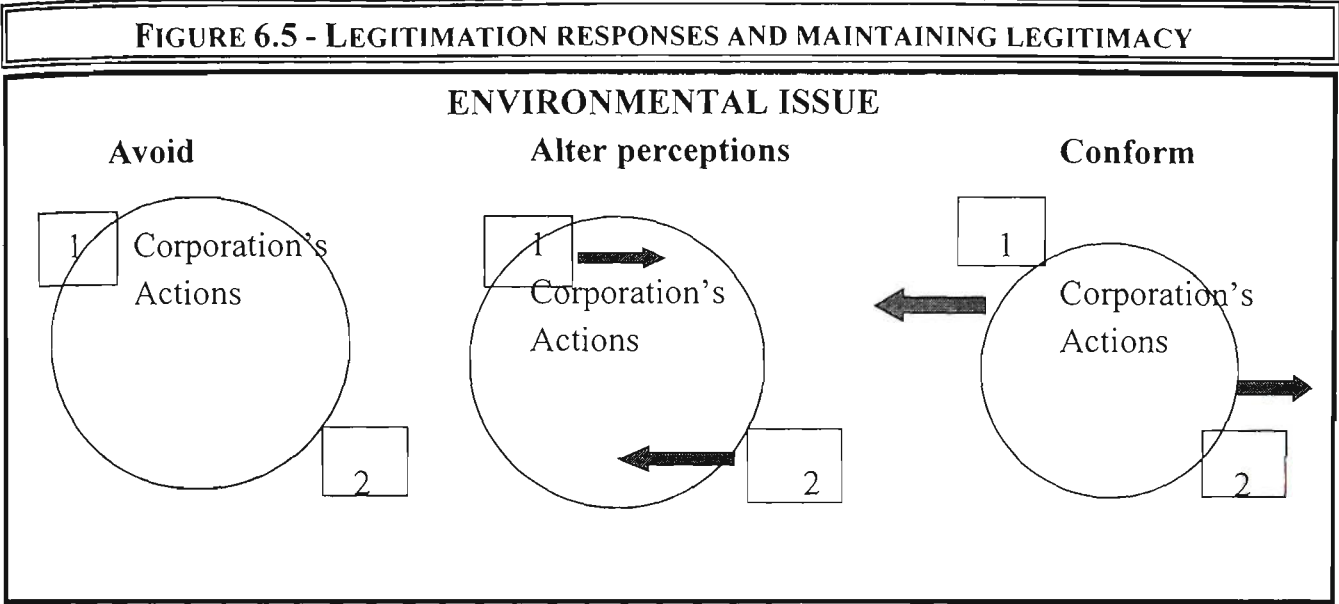 FIGURE 6.5 - LEGITIMATION RESPONSES AND MAINTAINING LEGITIMACY
ENVIRONMENTAL ISSUE
Avoid
Alter perceptions
Conform
1
Corporation's
Actions
2
1
Corporation's
Actions
2
1
Corporation's
Actions
2